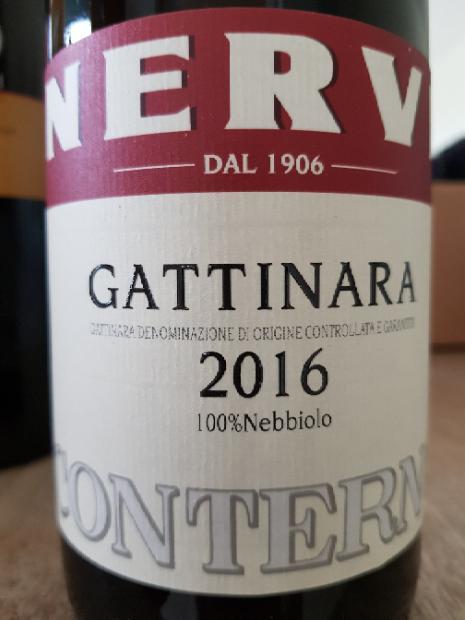 NERV
DAL 1906
GATTINARA
GATTINARA DENOMINAZIONE DI ORIGINE CONTROLLATA E GARANTITA
2016
100%Nebbiolo
CONTERN